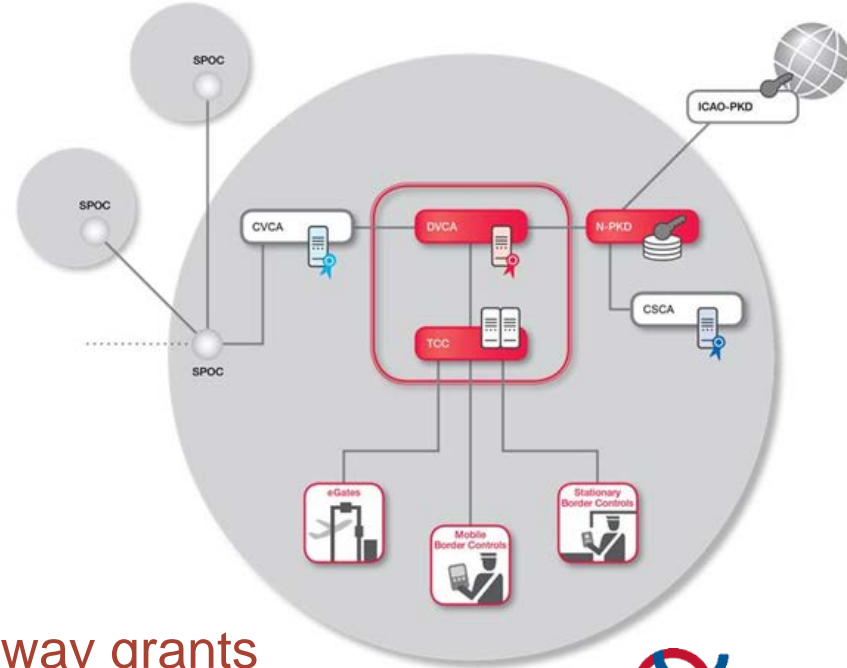 SPOC
ICAO-PKD
SPOC
CVCA
DVCA
N-PKD
CSCA
TCC
SPOC
eGates
Stationary
Border Controls
Mobile
Border Controls
way grants